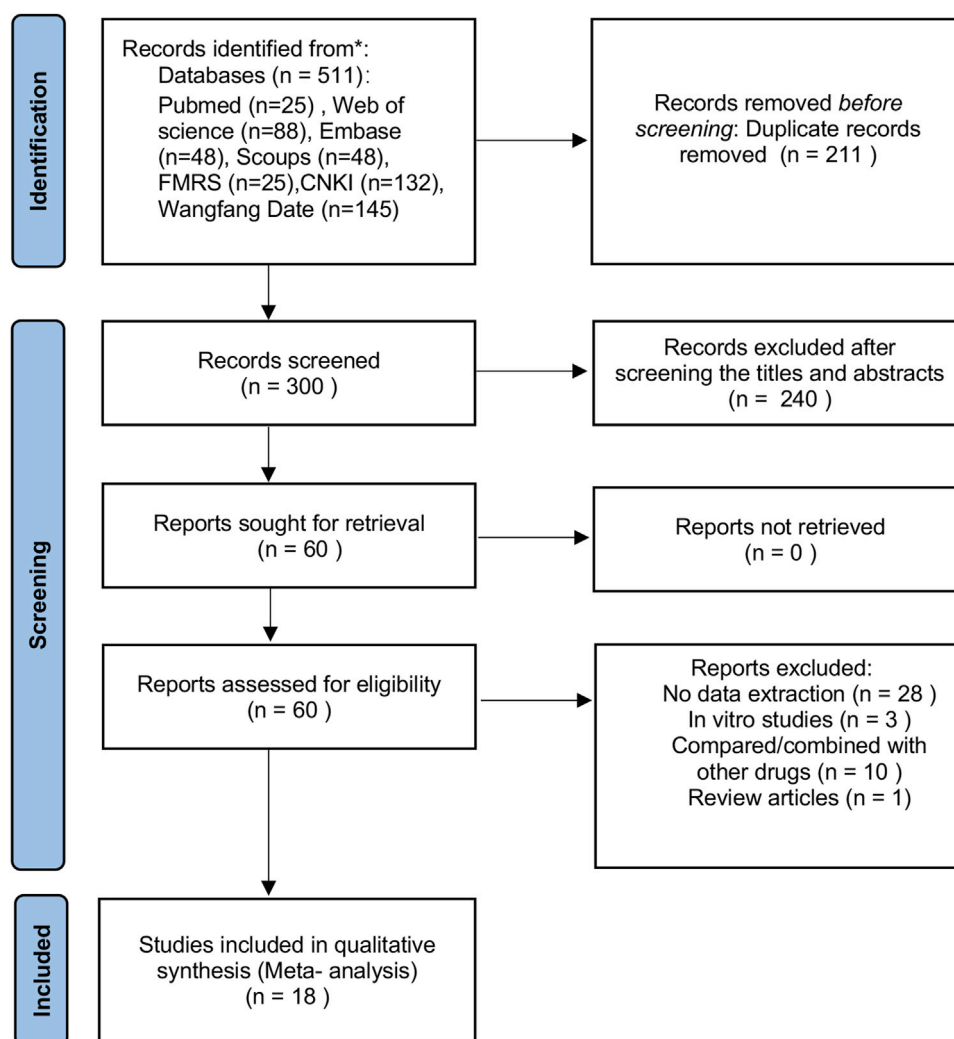 Identification
Records identified from*:
Databases (n = 511):
Pubmed (n=25) , Web of
science (n=88), Embase
(n=48), Scoups (n=48),
FMRS (n=25),CNKI (n=132),
Wangfang Date (n=145)
Records removed before
screening: Duplicate records
removed (n = 211 )
Screening
Records screened
(n = 300 )
Records excluded after
screening the titles and abstracts
(n = 240 )
Reports sought for retrieval
(n = 60 )
Reports not retrieved
(n = 0 )
Reports assessed for eligibility
(n = 60 )
Reports excluded:
No data extraction (n = 28 )
In vitro studies (n = 3 )
Compared/combined with
other drugs (n = 10 )
Review articles (n = 1)
Included
Studies included in qualitative
synthesis (Meta- analysis)
(n = 18 )